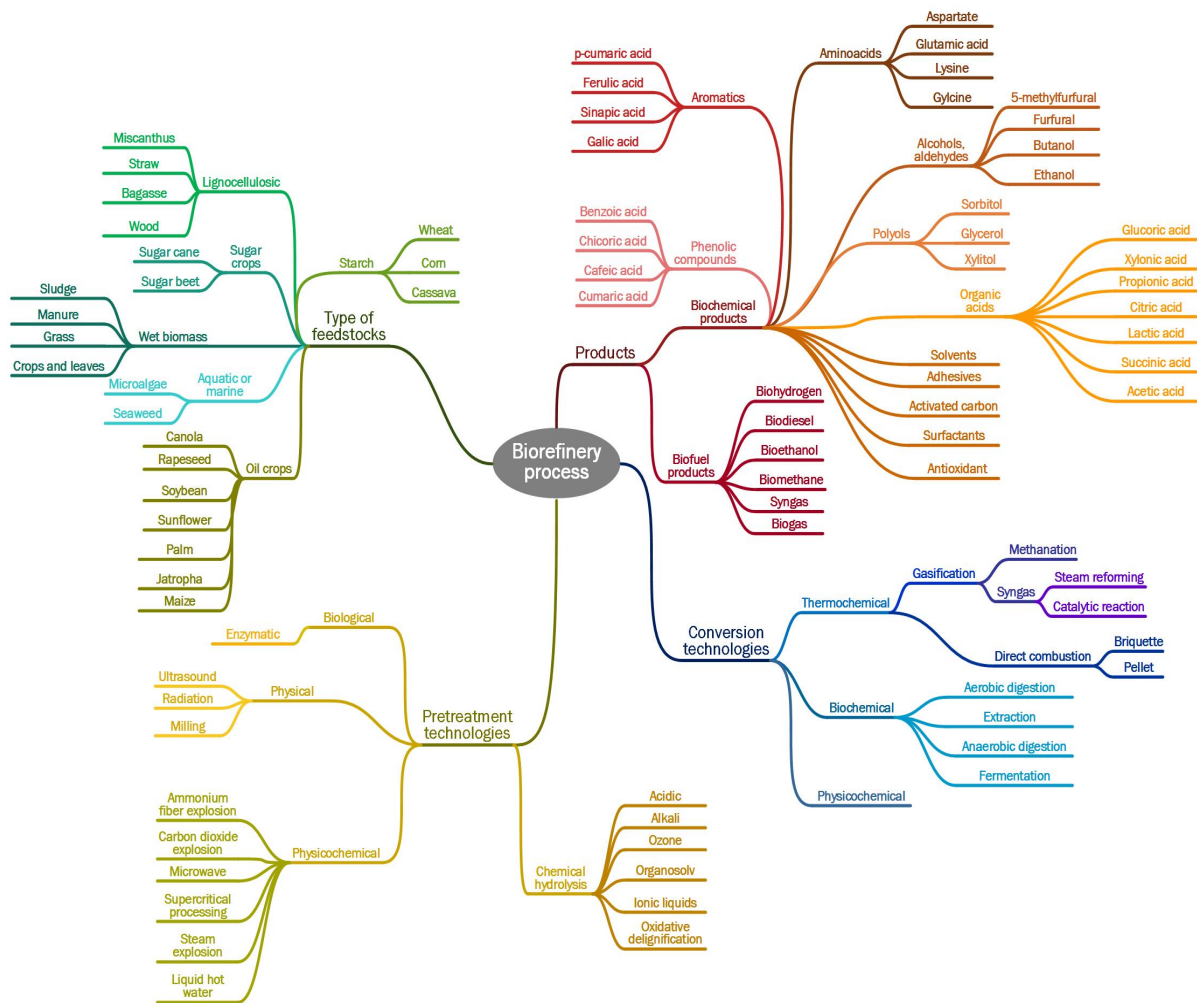 Biorefinery
process
Type of
feedstocks
Lignocellulosic
Miscanthus
Straw
Bagasse
Wood
Sugar
crops
Sugar cane
Sugar beet
Starch
Wheat
Corn
Cassava
Wet biomass
Sludge
Manure
Grass
Crops and leaves
Aquatic or
marine
Microalgae
Seaweed
Oil crops
Canola
Rapeseed
Soybean
Sunflower
Palm
Jatropha
Maize
Products
Biochemical
products
Aromatics
p-cumaric acid
Ferulic acid
Sinapic acid
Galic acid
Phenolic
compounds
Benzoic acid
Chicoric acid
Cafeic acid
Cumaric acid
Aminoacids
Aspartate
Glutamic acid
Lysine
Gylcine
Alcohols,
aldehydes
5-methylfurfural
Furfural
Butanol
Ethanol
Polyols
Sorbitol
Glycerol
Xylitol
Organic
acids
Glucoric acid
Xylonic acid
Propionic acid
Citric acid
Lactic acid
Succinic acid
Acetic acid
Solvents
Adhesives
Activated carbon
Surfactants
Antioxidant
Biofuel
products
Biohydrogen
Biodiesel
Bioethanol
Biomethane
Syngas
Biogas
Conversion
technologies
Thermochemical
Gasification
Methanation
Syngas
Steam reforming
Catalytic reaction
Direct combustion
Briquette
Pellet
Biochemical
Aerobic digestion
Extraction
Anaerobic digestion
Fermentation
Physicochemical
Pretreatment
technologies
Biological
Enzymatic
Physical
Ultrasound
Radiation
Milling
Physicochemical
Ammonium
fiber explosion
Carbon dioxide
explosion
Microwave
Supercritical
processing
Steam
explosion
Liquid hot
water
Chemical
hydrolysis
Acidic
Alkali
Ozone
Organosolv
Ionic liquids
Oxidative
delignification